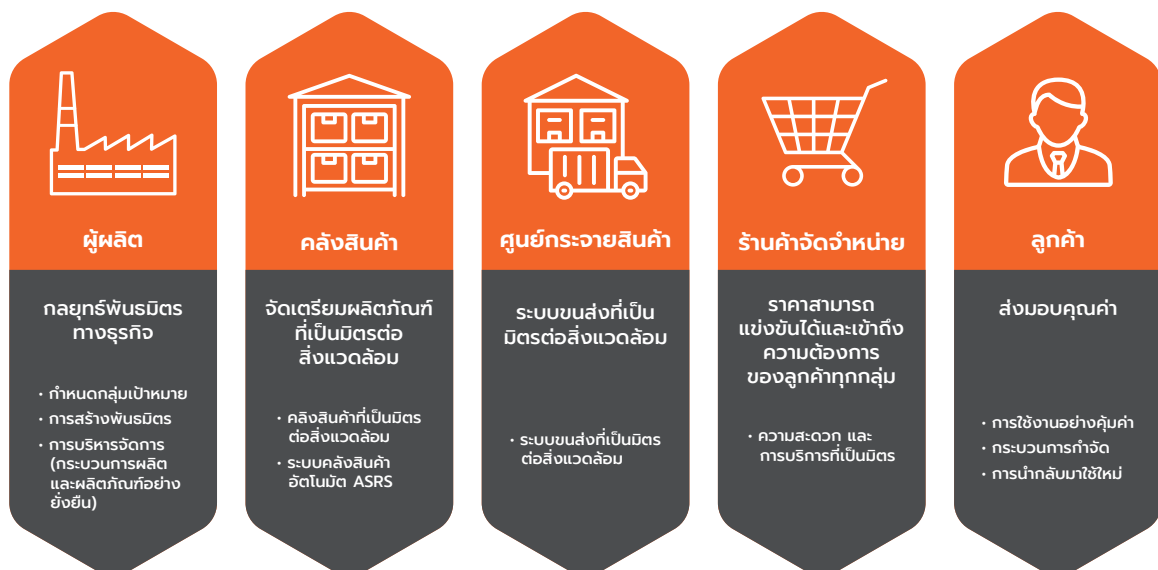 ผู้ผลิต
กลยุทธ์พันธมิตร
ทางธุรกิจ
• กำหนดกลุ่มเป้าหมาย
• การสร้างพันธมิตร
• การบริหารจัดการ
(กระบวนการผลิต
และผลิตภัณฑ์อย่าง
ยั่งยืน)
คลังสินค้า
จัดเตรียมผลิตภัณฑ์
ที่เป็นมิตรต่อ
สิ่งแวดล้อม
• คลิงสินค้าที่เป็นมิตร
ต่อสิ่งแวดล้อม
• ระบบคลังสินค้า
อัตโนมัต ASRS
ศูนย์กระจายสินค้า
ระบบขนส่งที่เป็น
มิตรต่อสิ่งแวดล้อม
• ระบบขนส่งที่เป็นมิตร
ต่อสิ่งแวดล้อม
ร้านค้าจัดจำหน่าย
ราคาสามารถ
แข่งขันได้และเข้าถึง
ความต้องการ
ของลูกค้าทุกกลุ่ม
• ความสะดวก และ
การบริการที่เป็นมิตร
ลูกค้า
ส่งมอบคุณค่า
• การใช้งานอย่างคุ้มค่า
• กระบวนการกำจัด
• การนำกลับมาใช้ใหม่